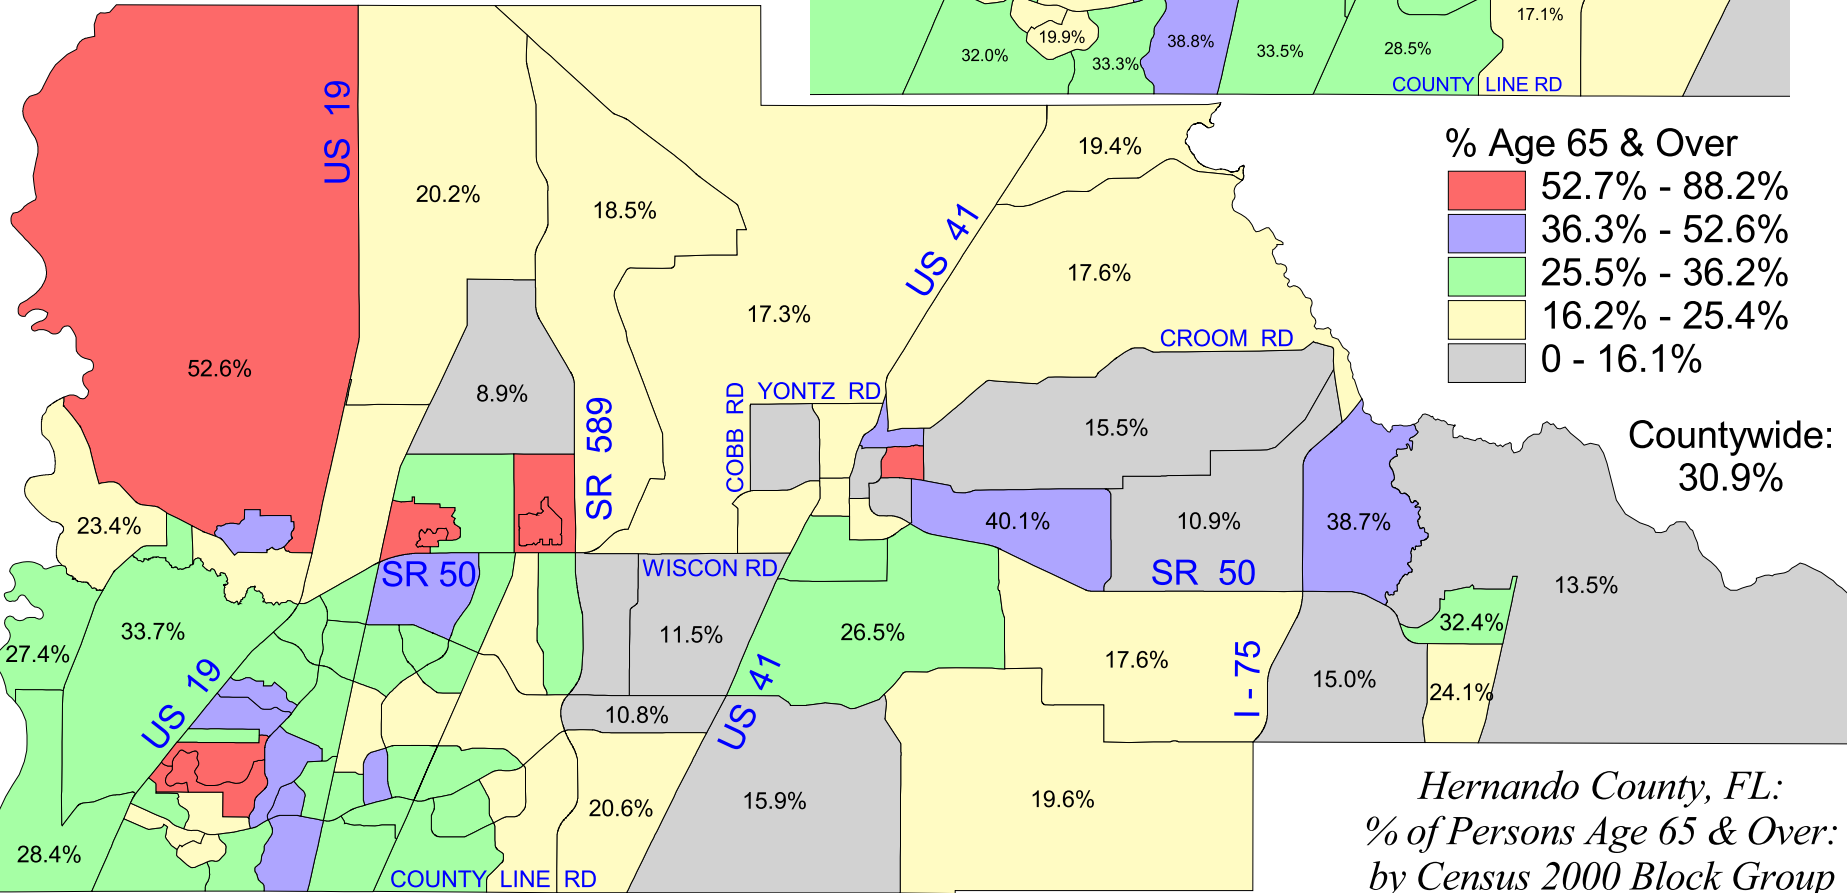 17.1%
19.9%
38.8%
32.0%
33.3%
33.5%
28.5%
COUNTY LINE RD
% Age 65 & Over
52.7% - 88.2%
36.3% - 52.6%
25.5% - 36.2%
16.2% - 25.4%
0 - 16.1%
Countywide:
30.9%
US 19
19.4%
20.2%
18.5%
US 41
17.6%
17.3%
CROOM RD
52.6%
8.9%
COBB RD
YONTZ RD
SR 589
15.5%
23.4%
40.1%
10.9%
38.7%
SR 50
WISCON RD
SR 50
13.5%
33.7%
11.5%
26.5%
32.4%
27.4%
17.6%
I - 75
15.0%
24.1%
US 19
US 41
10.8%
15.9%
19.6%
20.6%
28.4%
COUNTY LINE RD
Hernando County, FL:
% of Persons Age 65 & Over:
by Census 2000 Block Group